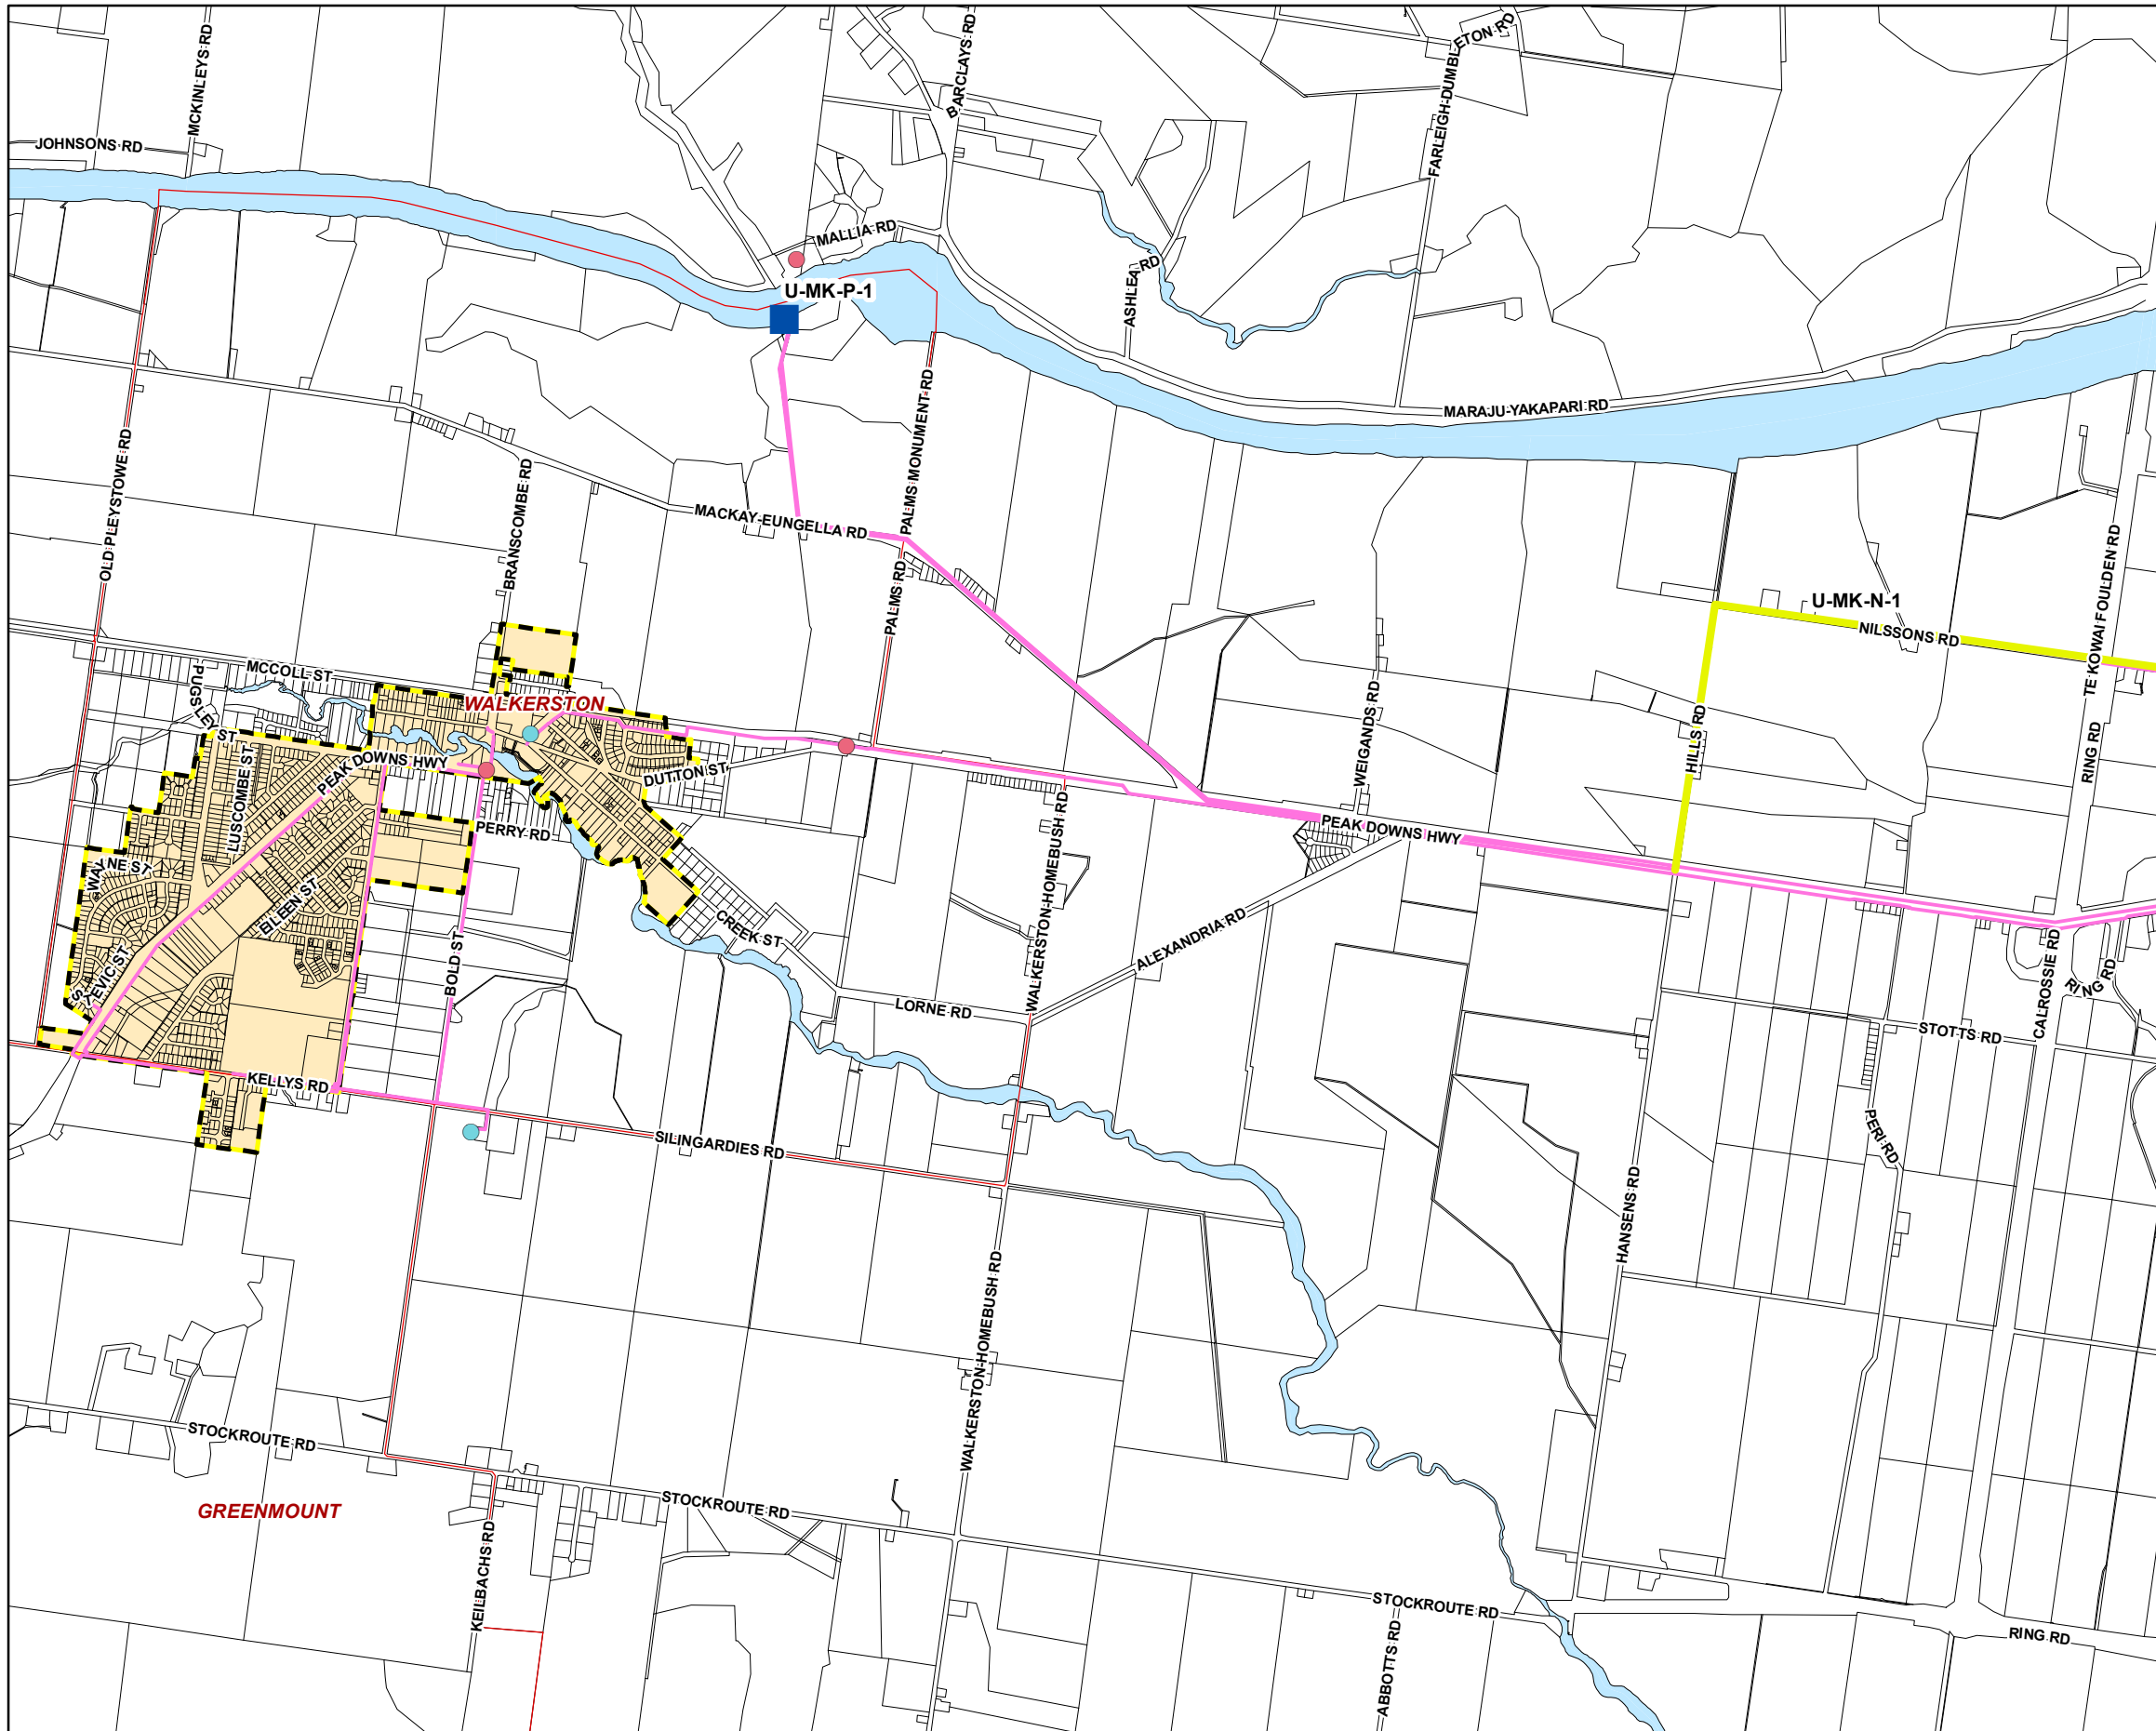 MCKINLEYS RD
BARCLAYS RD
FARLEIGH-DUMBLETON RD
JOHNSONS RD
MALLIA RD
ASHLEA RD
U-MK-P-1
MARAJU-YAKAPARI RD
OLD PLEYSTOWE RD
BRANSCOMBE RD
PALMS MONUMENT RD
MACKAY-EUNGELLA RD
PALMS RD
TE KOWAI FOULDEN RD
U-MK-N-1
NILSSONS RD
MCCOLL ST
PUGSLEY ST
WALKERSTON
WEIGANDS RD
HILLS RD
RING RD
LUSCOMBE ST
PEAK DOWNS HWY
DUTTON ST
PERRY RD
PEAK DOWNS HWY
WAYNE ST
EILEEN ST
STEVIC ST
BOLD ST
CREEK ST
WALKERSTON-HOMEBUSH RD
ALEXANDRIA RD
LORNE RD
CALROSSIE RD
RING RD
STOTTS RD
KELLYS RD
SILINGARDIES RD
PERI RD
HANSENS RD
WALKERSTON-HOMEBUSH RD
STOCKROUTE RD
GREENMOUNT
STOCKROUTE RD
KEILBACHS RD
STOCKROUTE RD
ABBOTTS RD
RING RD